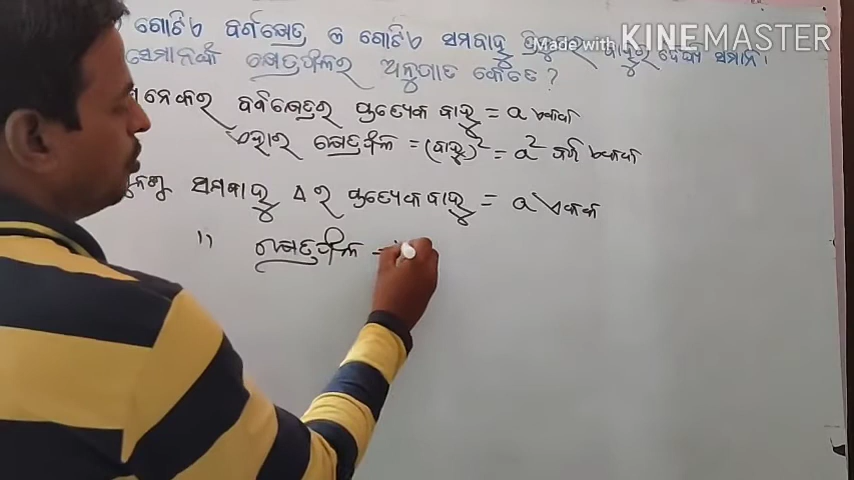 ଗୋଟିଏ ବର୍ଗକ୍ଷେତ୍ର ଓ ଗୋଟିଏ ସମବାହୁ ତ୍ରିଭୁଜର ବାହୁର ଦୈର୍ଘ୍ୟ ସମାନ।
Made with KINEMASTER
ସେମାନଙ୍କ କ୍ଷେତ୍ରଫଳର ଅନୁପାତ କେତେ?
ମନେକର ବର୍ଗକ୍ଷେତ୍ରର ପ୍ରତ୍ୟେକ ବାହୁ = a ଏକକ
ଏହାର କ୍ଷେତ୍ରଫଳ = (ବାହୁ)² = a² ବର୍ଗ ଏକକ
ସମବାହୁ Δ ର ପ୍ରତ୍ୟେକ ବାହୁ = a ଏକକ
" କ୍ଷେତ୍ରଫଳ =